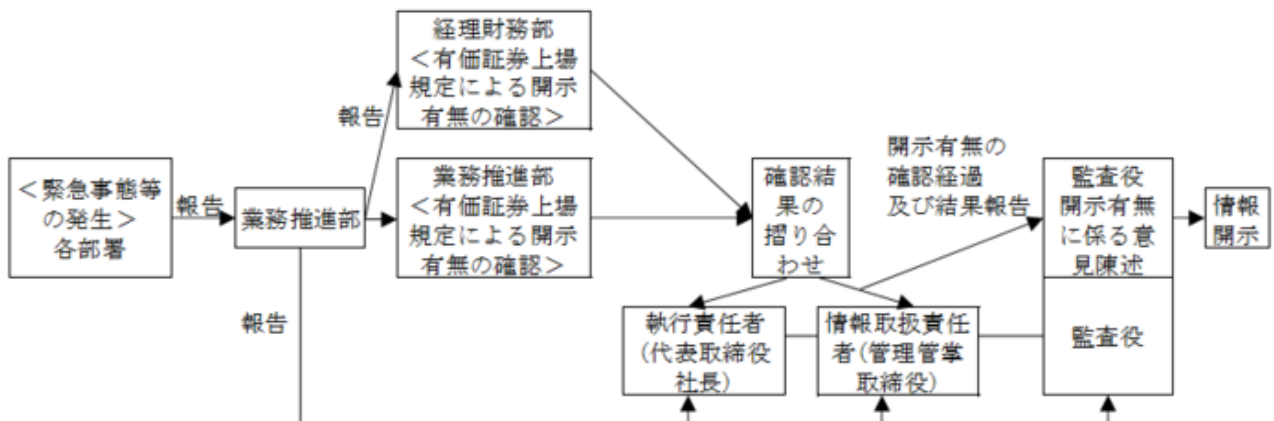 経理財務部
＜有価証券上場
規定による開示
有無の確認＞
報告
＜緊急事態等
の発生＞
各部署
報告
業務推進部
業務推進部
＜有価証券上場
規定による開示
有無の確認＞
確認結
果の
摺り合
わせ
開示有無の
確認経過
及び結果報告
監査役
開示有無
に係る意
見陳述
情報
開示
報告
執行責任者
(代表取締役
社長)
情報取扱責任
者(管理管掌
取締役)
監査役